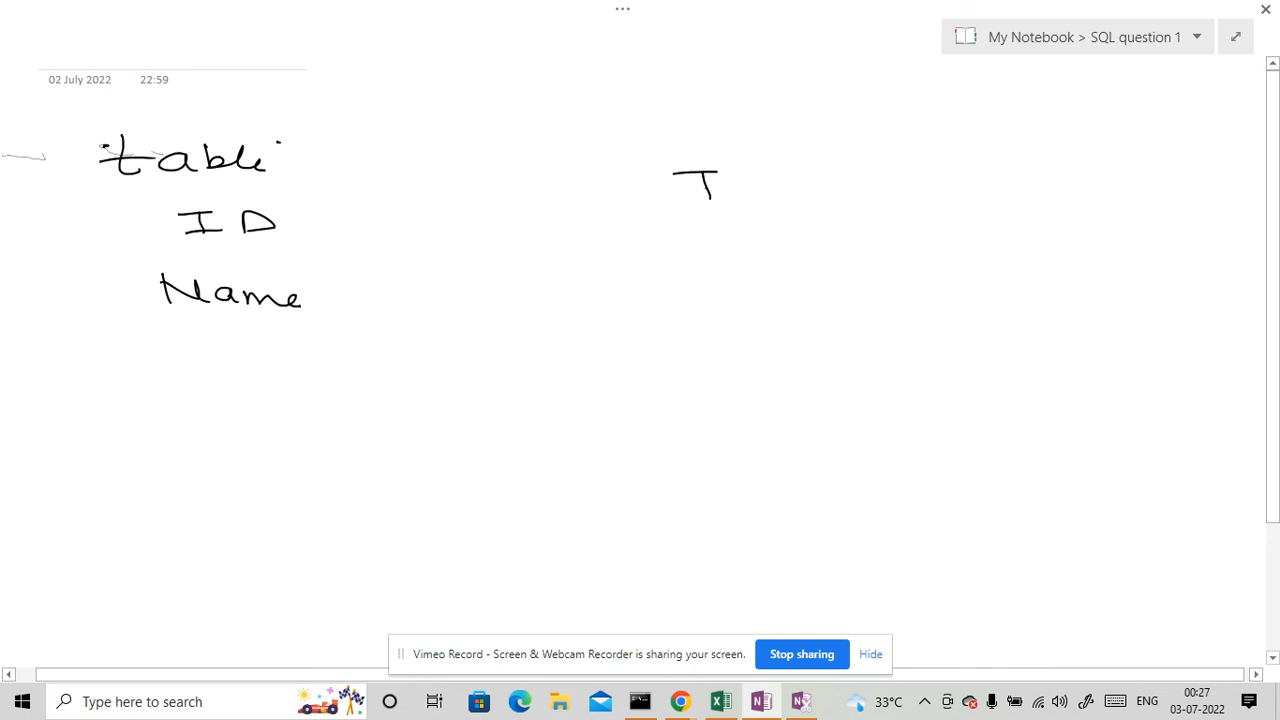 My Notebook > SQL question 1
02 July 2022 22:59
table
T
ID
Name
Vimeo Record - Screen & Webcam Recorder is sharing your screen.
Stop sharing
Hide
Type here to search
33°C
ENG
00:27
03-07-2022